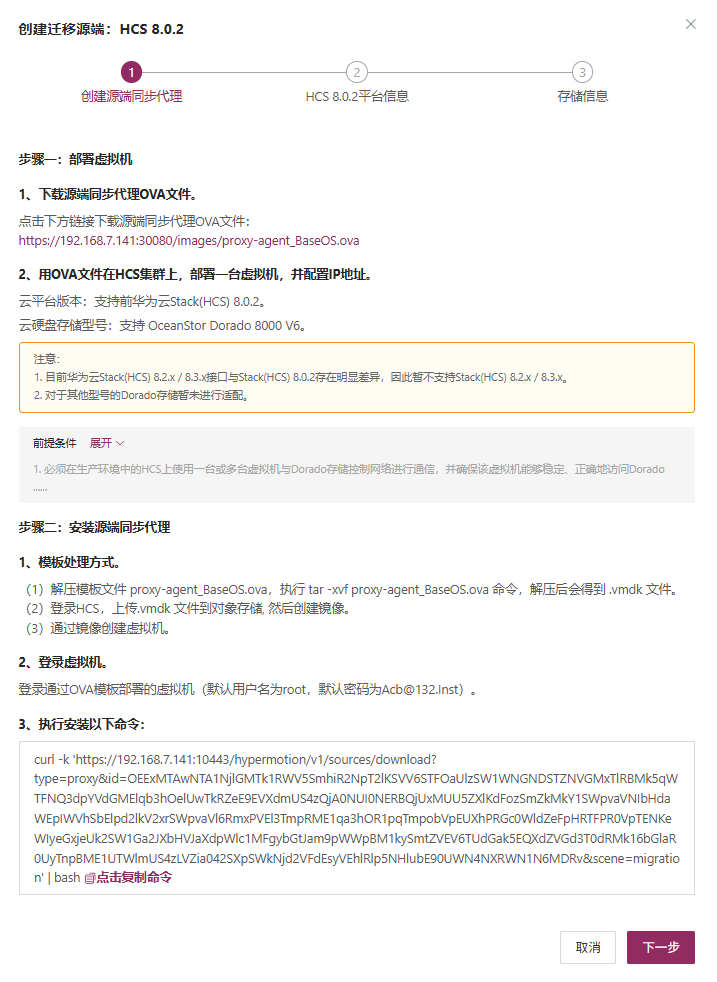 创建迁移源端：HCS 8.0.2
1
2
3
创建源端同步代理
HCS 8.0.2平台信息
存储信息
步骤一：部署虚拟机
1、下载源端同步代理OVA文件。
点击下方链接下载源端同步代理OVA文件：
https://192.168.7.141:30080/images/proxy-agent_BaseOS.ova
2、用OVA文件在HCS集群上，部署一台虚拟机，并配置IP地址。
云平台版本：支持前华为云Stack(HCS) 8.0.2。
云硬盘存储型号：支持 OceanStor Dorado 8000 V6。
注意：
1. 目前华为云Stack(HCS) 8.2.x / 8.3.x接口与Stack(HCS) 8.0.2存在明显差异，因此暂不支持Stack(HCS) 8.2.x / 8.3.x。
2. 对于其他型号的Dorado存储暂未进行适配。
前提条件 展开
1. 必须在生产环境中的HCS上使用一台或多台虚拟机与Dorado存储控制网络进行通信，并确保该虚拟机能够稳定、正确地访问Dorado
......
步骤二：安装源端同步代理
1、模板处理方式。
（1）解压模板文件 proxy-agent_BaseOS.ova，执行 tar -xvf proxy-agent_BaseOS.ova 命令，解压后会得到 .vmdk 文件。
（2）登录HCS，上传.vmdk 文件到对象存储, 然后创建镜像。
（3）通过镜像创建虚拟机。
2、登录虚拟机。
登录通过OVA模板部署的虚拟机（默认用户名为root，默认密码为Acb@132.Inst）。
3、执行安装以下命令：
curl -k 'https://192.168.7.141:10443/hypermotion/v1/sources/download?
type=proxy&id=OEExMTAwNTA1NjlGMTk1RWV5SmhiR2NpT2lKSVV6STFOaUlzSW1WNGNDSTZNVGMxTlRBMk5qW
TFNQ3dpYVdGMElqb3hOelUwTkRZeE9EVXdmUS4zQjA0NUI0NERBQjUxMUU5ZXlKdFozSmZkMkY1SWpvaVNIbHda
WEpIWVhSbElpd2lkV2xrSWpvaVl6RmxPVEl3TmpRME1qa3hOR1pqTmpobVpEUXhPRGc0WldZeFpHRTFPR0VpTENKe
WIyeGxjeUk2SW1Ga2JXbHVJaXdpWlc1MFgybGtJam9pWWpBM1kySmtZVEV6TUdGak5EQXdZVGd3T0dRMk16bGlaR
0UyTnpBME1UTWlmUS4zLVZia042SXpSWkNjd2VFdEsyVEhlRlp5NHlubE90UWN4NXRWN1N6MDRv&scene=migratio
n' | bash 点击复制命令
取消
下一步